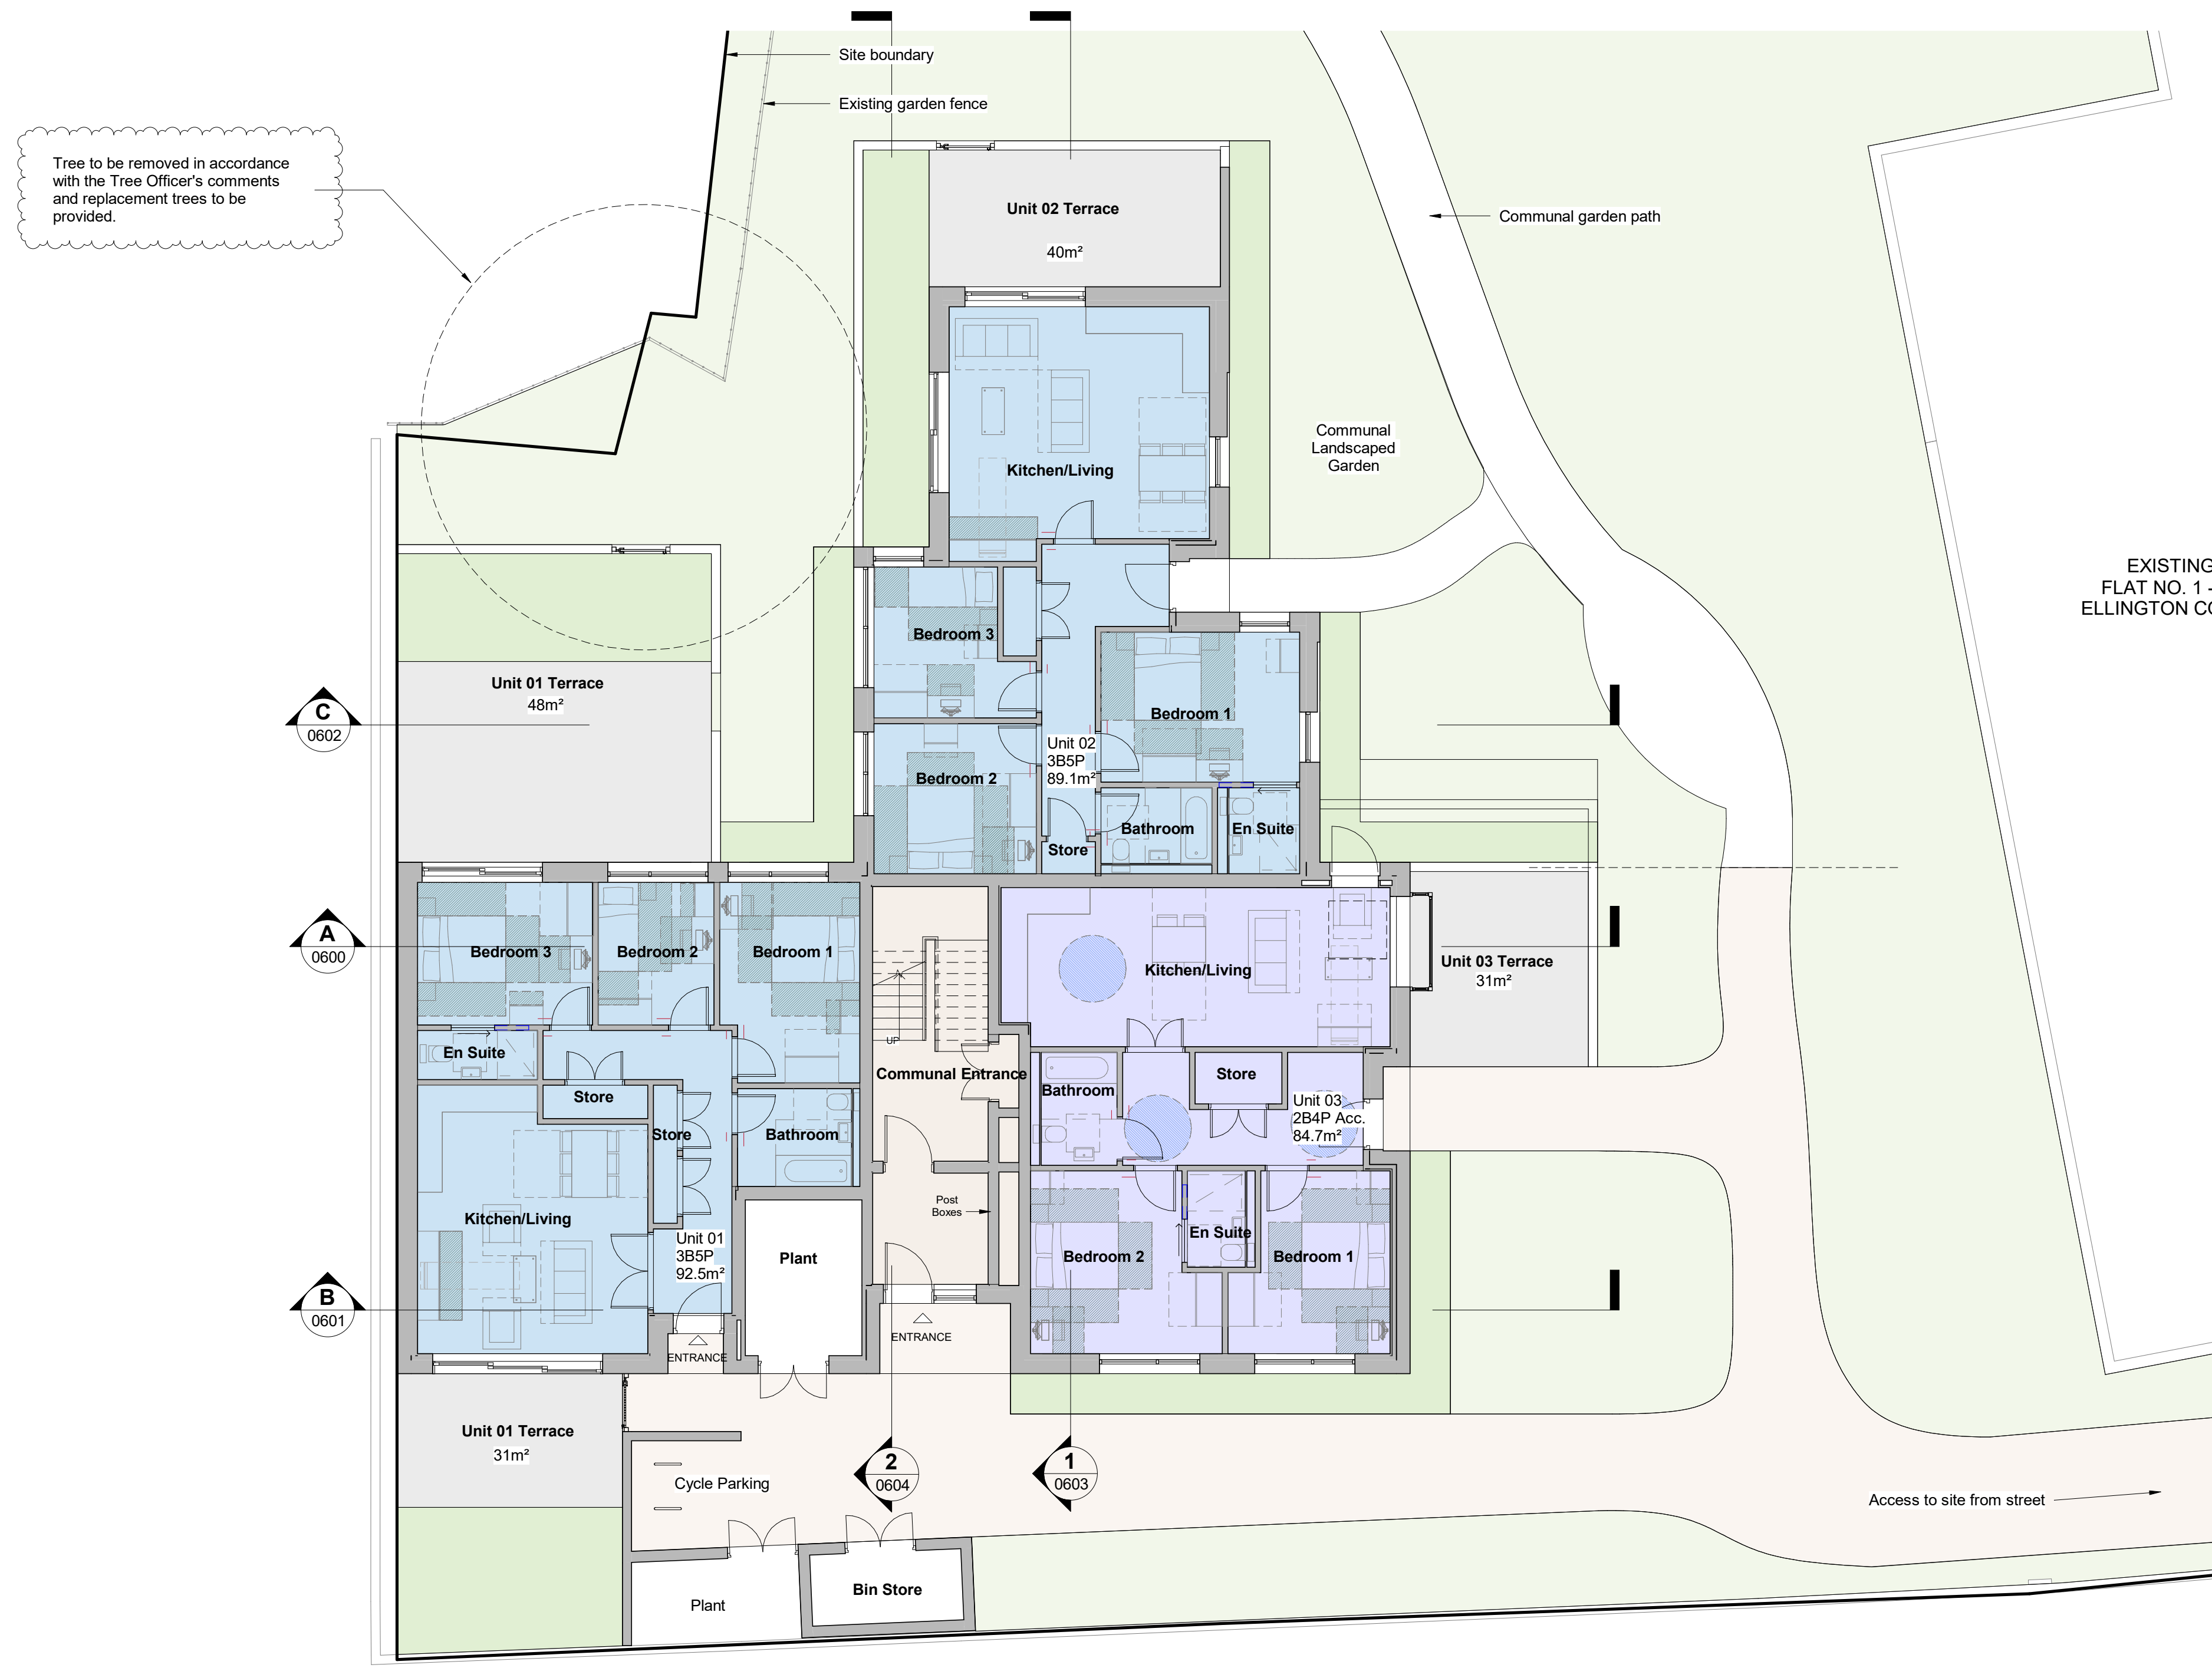 Site boundary
Existing garden fence
Tree to be removed in accordance
with the Tree Officer's comments
and replacement trees to be
provided.
Unit 02 Terrace
40m²
Communal garden path
Communal
Landscaped
Garden
Kitchen/Living
EXISTING
FLAT NO. 1 -
ELLINGTON CO
Bedroom 3
Unit 01 Terrace
48m²
C
0602
Bedroom 1
Unit 02
3B5P
89.1m²
Bedroom 2
Bathroom
En Suite
Store
A
0600
Bedroom 3
Bedroom 2
Bedroom 1
Kitchen/Living
Unit 03 Terrace
31m²
UP
En Suite
Communal Entrance
Bathroom
Store
Store
Store
Bathroom
Unit 03
2B4P Acc.
84.7m²
Kitchen/Living
Post
Boxes
Unit 01
3B5P
92.5m²
Plant
Bedroom 2
En Suite
Bedroom 1
B
0601
ENTRANCE
ENTRANCE
Unit 01 Terrace
31m²
Cycle Parking
2
0604
1
0603
Access to site from street
Plant
Bin Store